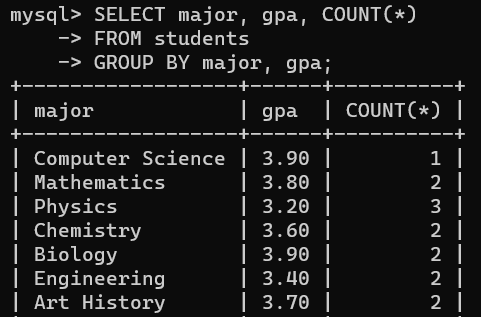 mysql> SELECT major, gpa, COUNT(*)
    -> FROM students
    -> GROUP BY major, gpa;
+------------------+------+----------+
| major            | gpa  | COUNT(*) |
+------------------+------+----------+
| Computer Science | 3.90 |        1 |
| Mathematics      | 3.80 |        2 |
| Physics          | 3.20 |        3 |
| Chemistry        | 3.60 |        2 |
| Biology          | 3.90 |        2 |
| Engineering      | 3.40 |        2 |
| Art History      | 3.70 |        2 |